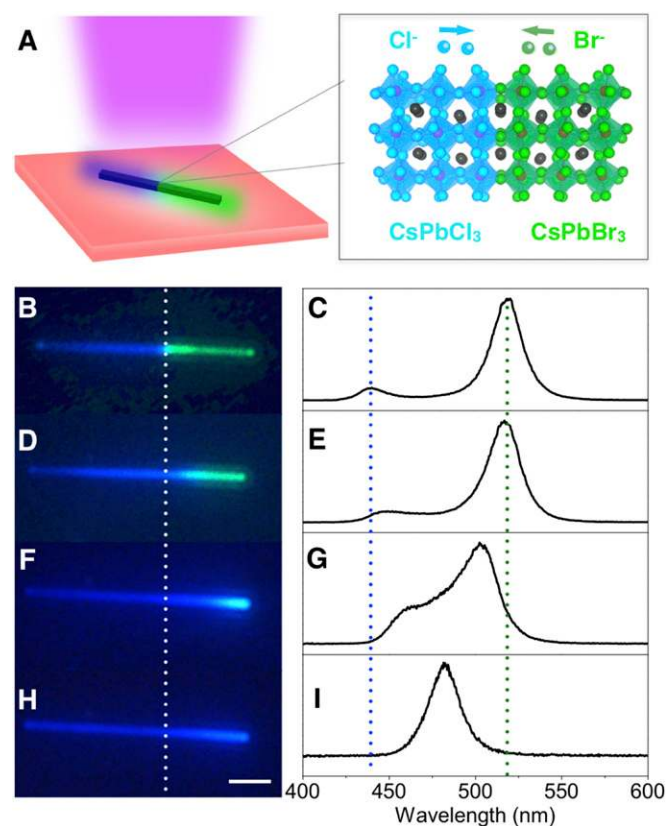 A
Cl⁻
Br⁻
CsPbCl₃
CsPbBr₃
B
C
D
E
F
G
H
I
400 450 500 550 600
Wavelength (nm)